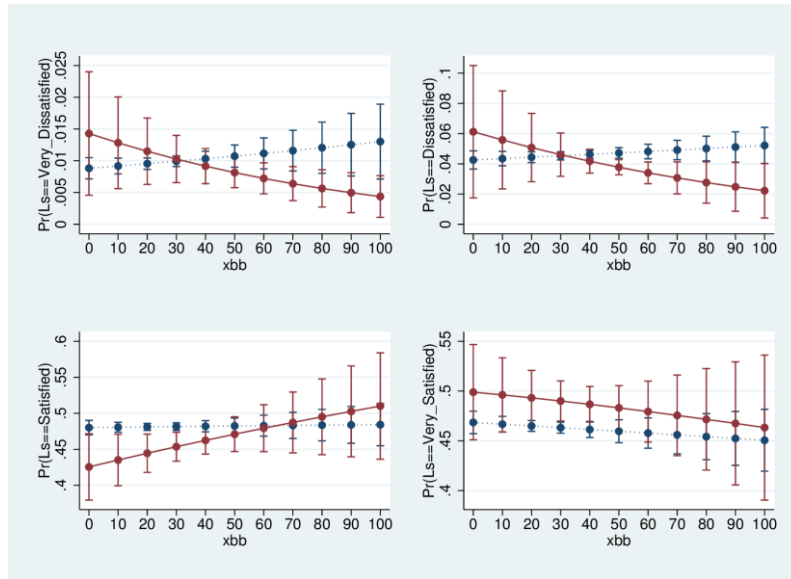 Pr(Ls==Very_Dissatisfied)
0 .005 .01 .015 .02 .025
0 10 20 30 40 50 60 70 80 90 100
xbb
Pr(Ls==Dissatisfied)
0 .02 .04 .06 .08 .1
0 10 20 30 40 50 60 70 80 90 100
xbb
Pr(Ls==Satisfied)
.4 .45 .5 .55 .6
0 10 20 30 40 50 60 70 80 90 100
xbb
Pr(Ls==Very_Satisfied)
.4 .45 .5 .55
0 10 20 30 40 50 60 70 80 90 100
xbb